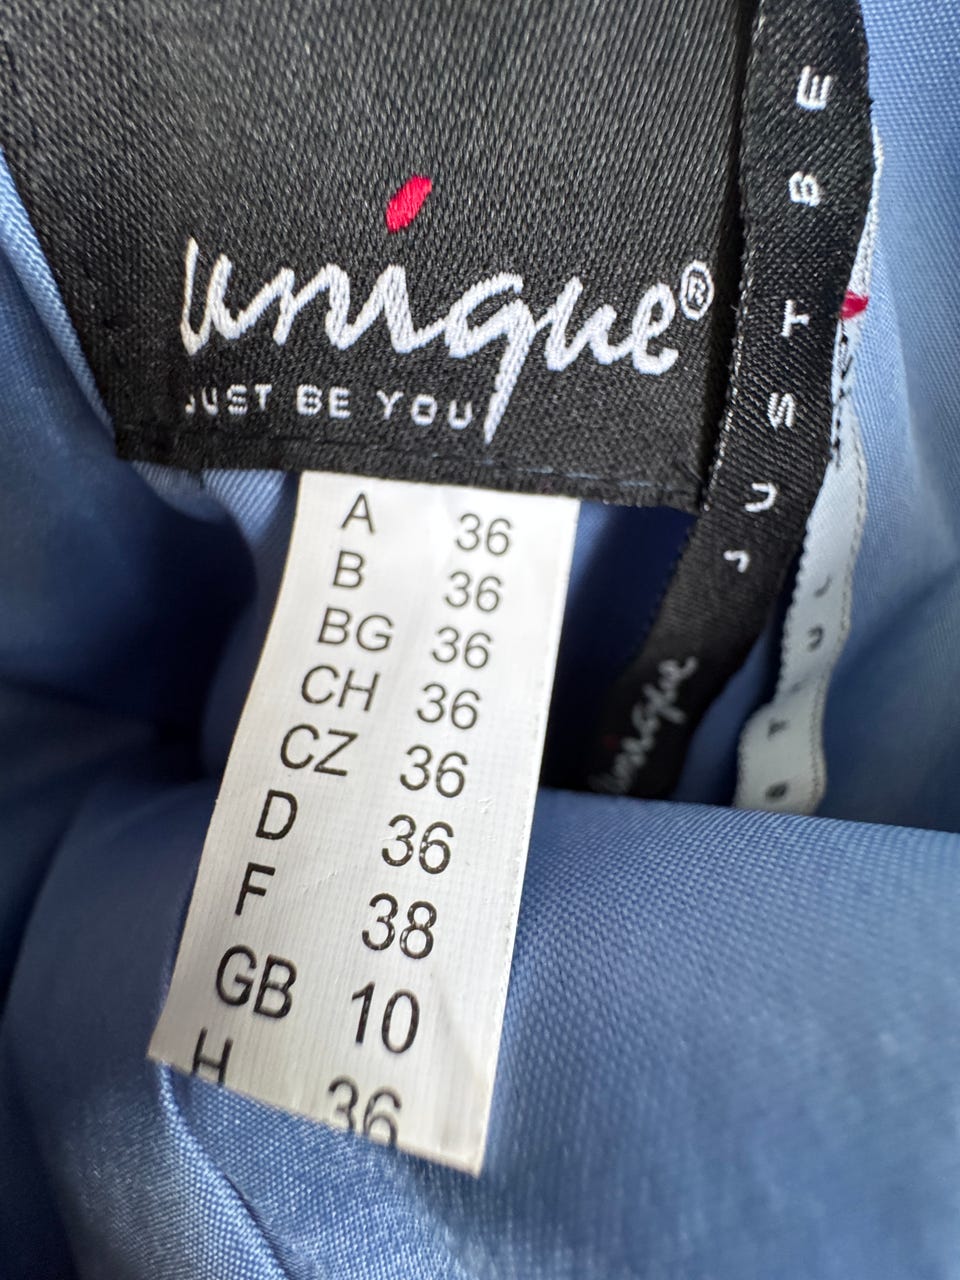 unique®
JUST BE YOU
A 36
B 36
BG 36
CH 36
CZ 36
D 36
F 38
GB 10
H 36
unique JUST BE